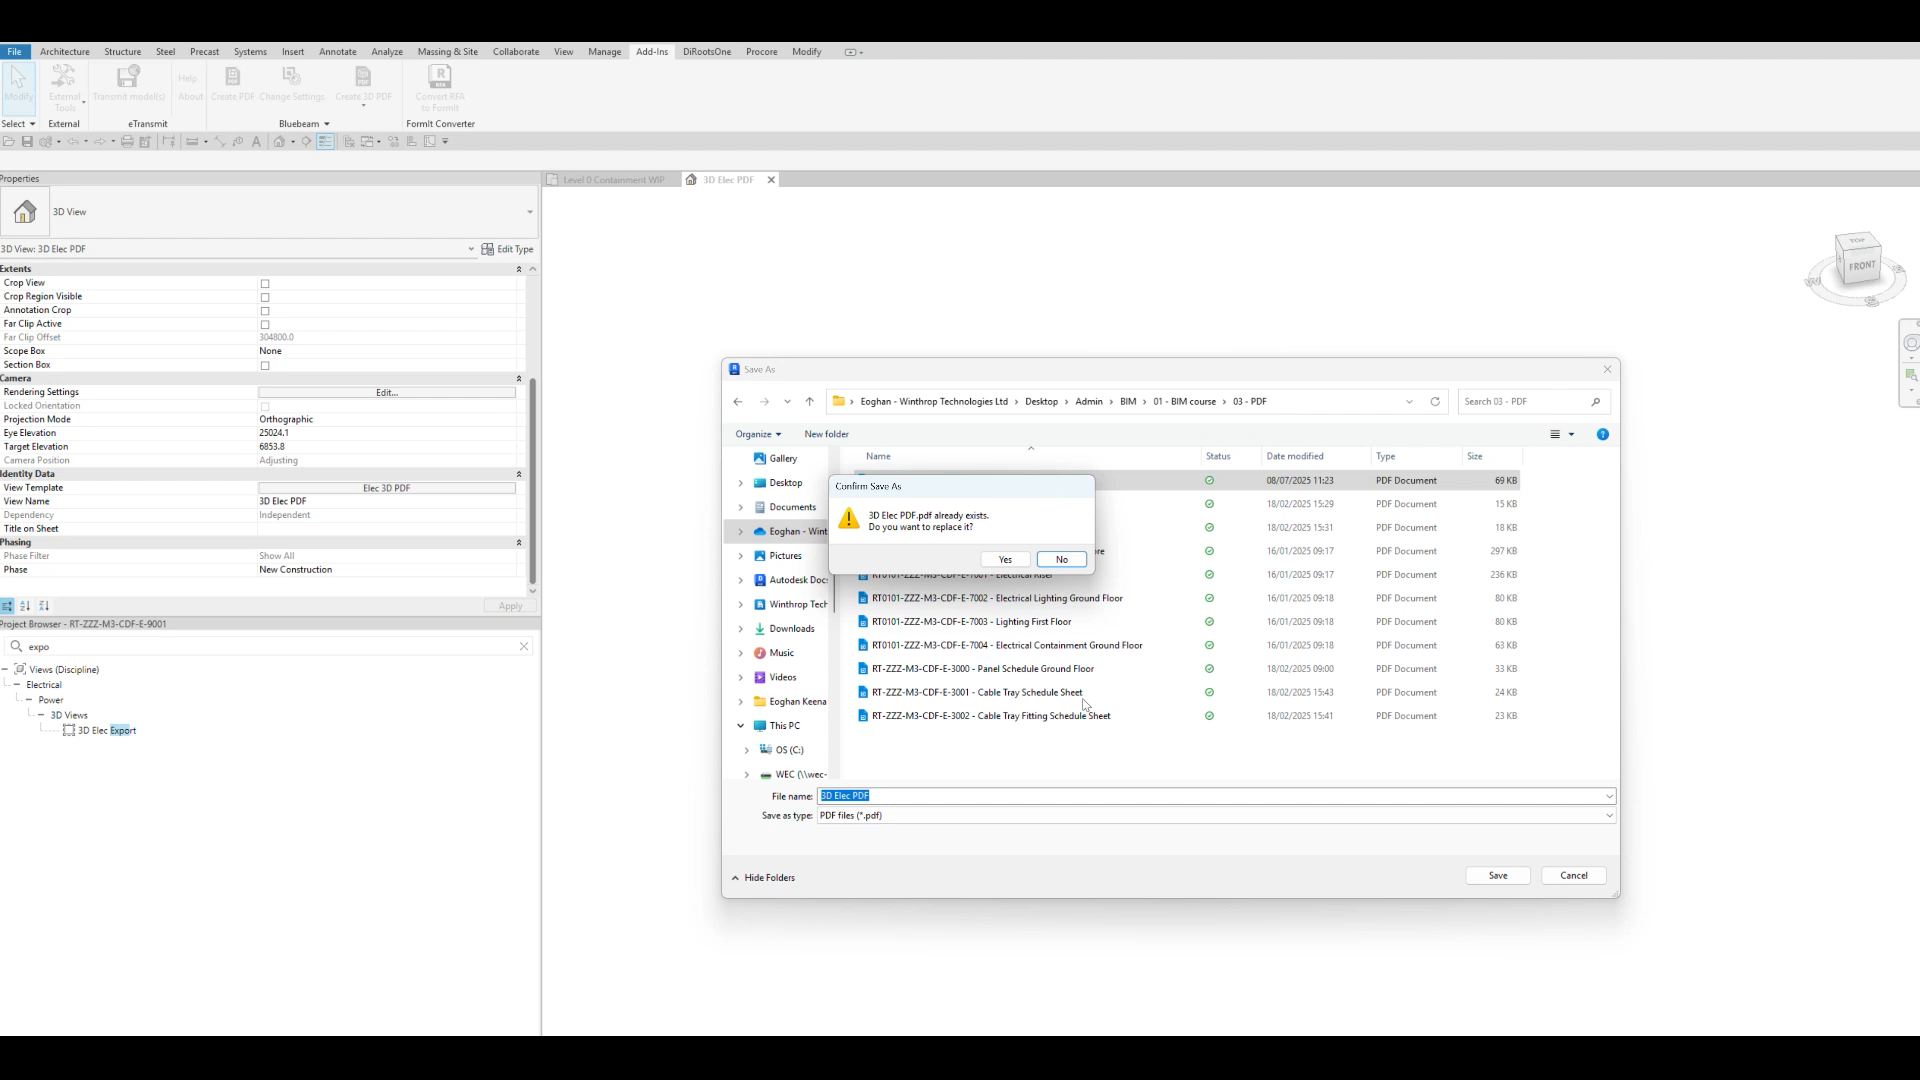 File Architecture Structure Steel Precast Systems Insert Annotate Analyze Massing & Site Collaborate View Manage Add-Ins DiRootsOne Procore Modify
Modify External Tools Transmit model(s) Help About Create PDF Change Settings Create 3D PDF Convert RFA to FormIt
Select External eTransmit Bluebeam FormIt Converter
Properties
Level 0 Containment WIP 3D Elec PDF
3D View
3D View: 3D Elec PDF Edit Type
Extents
Crop View
Crop Region Visible
Annotation Crop
Far Clip Active
Far Clip Offset 304800.0
Scope Box None
Section Box
Camera
Rendering Settings Edit...
Locked Orientation
Projection Mode Orthographic
Eye Elevation 25024.1
Target Elevation 6853.8
Camera Position Adjusting
Identity Data
View Template Elec 3D PDF
View Name 3D Elec PDF
Dependency Independent
Title on Sheet
Phasing
Phase Filter Show All
Phase New Construction
Apply
Project Browser - RT-ZZZ-M3-CDF-E-9001
expo
Views (Discipline)
Electrical
Power
3D Views
3D Elec Export
TOP
FRONT
W
S
Save As
Eoghan - Winthrop Technologies Ltd > Desktop > Admin > BIM > 01 - BIM course > 03 - PDF
Search 03 - PDF
Organize New folder
Name Status Date modified Type Size
Gallery
Desktop
Documents
Eoghan - Wint
Pictures
Autodesk Docs
Winthrop Tech
Downloads
Music
Videos
Eoghan Keena
This PC
OS (C:)
WEC (\\wec-
08/07/2025 11:23 PDF Document 69 KB
18/02/2025 15:29 PDF Document 15 KB
18/02/2025 15:31 PDF Document 18 KB
16/01/2025 09:17 PDF Document 297 KB
RT0101-ZZZ-M3-CDF-E-1001 - Electrical Riser 16/01/2025 09:17 PDF Document 236 KB
RT0101-ZZZ-M3-CDF-E-7002 - Electrical Lighting Ground Floor 16/01/2025 09:18 PDF Document 80 KB
RT0101-ZZZ-M3-CDF-E-7003 - Lighting First Floor 16/01/2025 09:18 PDF Document 80 KB
RT0101-ZZZ-M3-CDF-E-7004 - Electrical Containment Ground Floor 16/01/2025 09:18 PDF Document 63 KB
RT-ZZZ-M3-CDF-E-3000 - Panel Schedule Ground Floor 18/02/2025 09:00 PDF Document 33 KB
RT-ZZZ-M3-CDF-E-3001 - Cable Tray Schedule Sheet 18/02/2025 15:43 PDF Document 24 KB
RT-ZZZ-M3-CDF-E-3002 - Cable Tray Fitting Schedule Sheet 18/02/2025 15:41 PDF Document 23 KB
Confirm Save As
3D Elec PDF.pdf already exists.
Do you want to replace it?
Yes No
File name: 3D Elec PDF
Save as type: PDF files (*.pdf)
Hide Folders Save Cancel